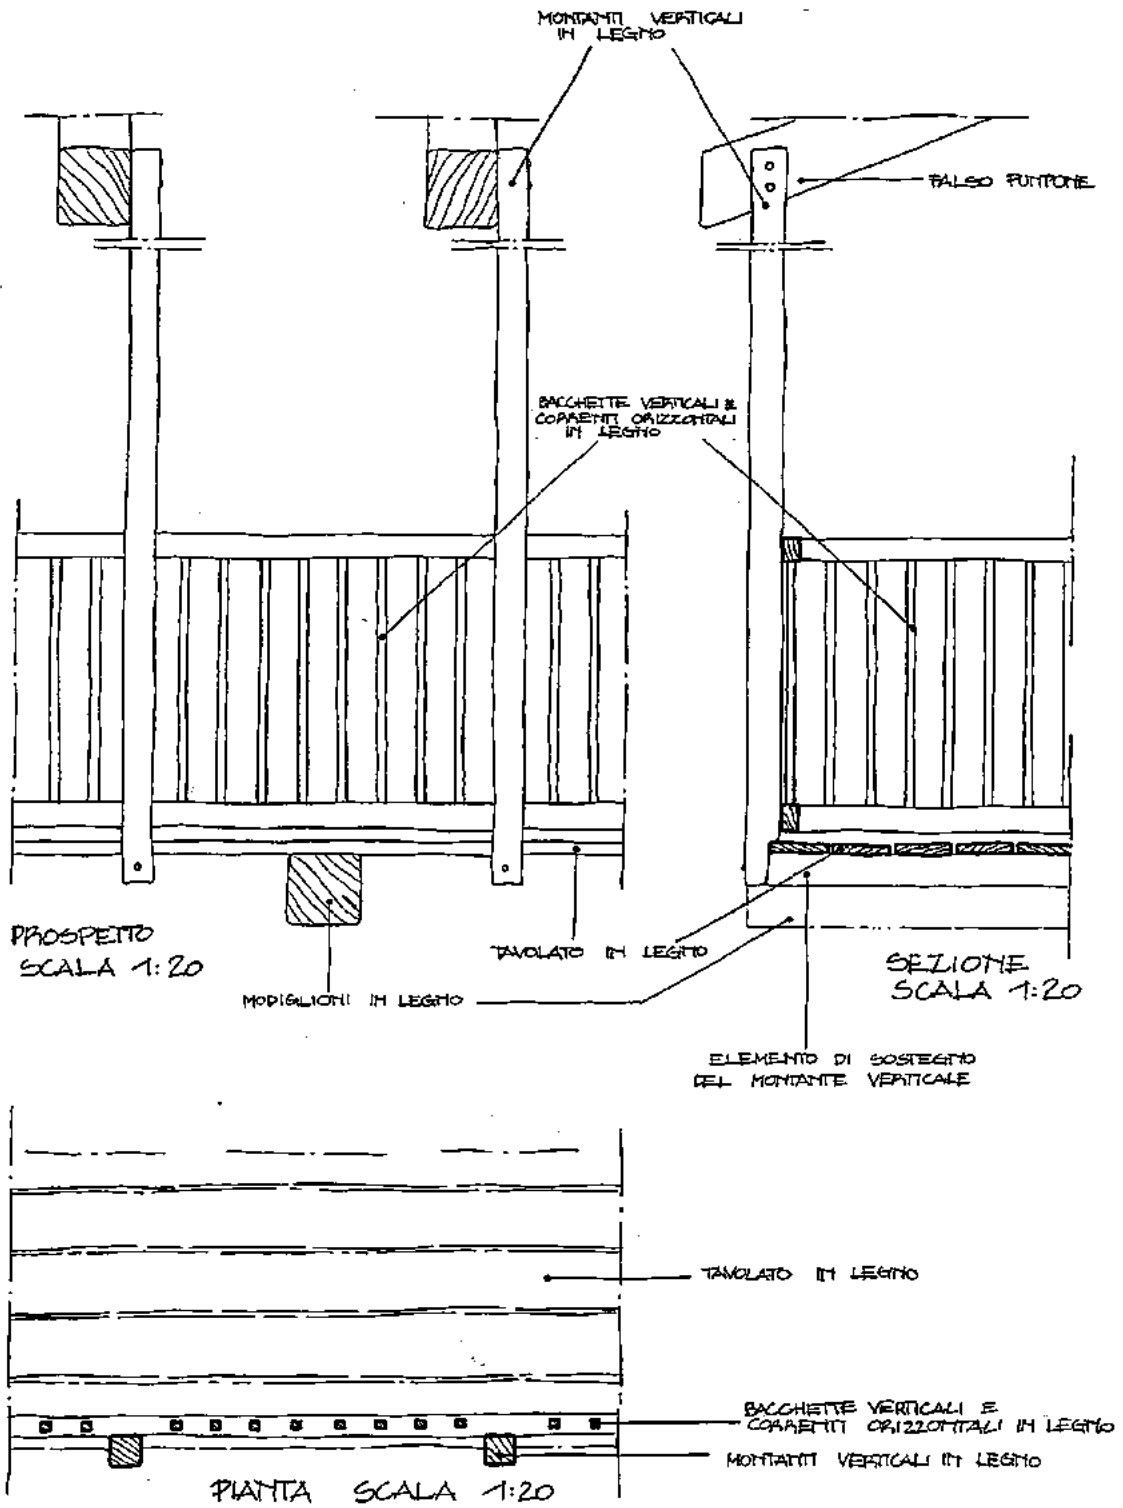 MONTANTI VERTICALI
IN LEGNO
FALSO PUNTONE
BACCHETTE VERTICALI E
CORRENTI ORIZZONTALI
IN LEGNO
PROSPETTO
SCALA 1:20
TAVOLATO IN LEGNO
MODIGLIONI IN LEGNO
SEZIONE
SCALA 1:20
ELEMENTO DI SOSTEGNO
DEL MONTANTE VERTICALE
TAVOLATO IN LEGNO
BACCHETTE VERTICALI E
CORRENTI ORIZZONTALI IN LEGNO
MONTANTI VERTICALI IN LEGNO
PIANTA SCALA 1:20